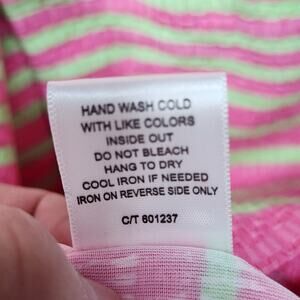 HAND WASH COLD
WITH LIKE COLORS
INSIDE OUT
DO NOT BLEACH
HANG TO DRY
COOL IRON IF NEEDED
IRON ON REVERSE SIDE ONLY
C/T 601237